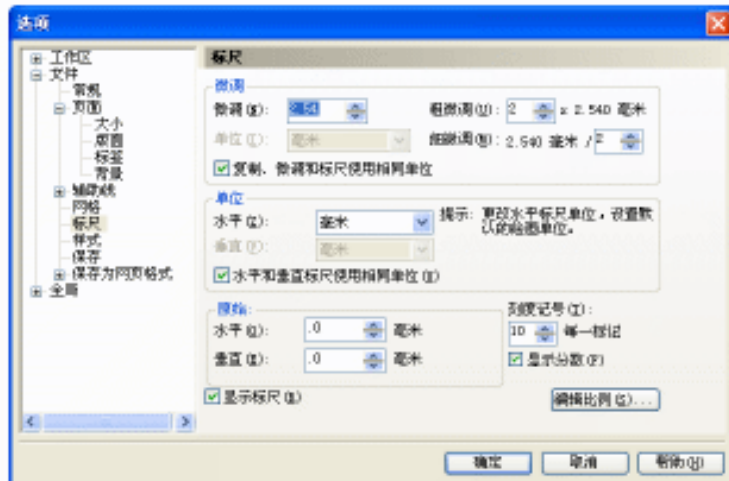 选项
工作区
文件
常规
页面
大小
版面
标签
背景
辅助线
网格
标尺
样式
保存
保存为网页格式
全局
标尺
微调
微调(E): 2.54 粗微调(U): 2 x 2.540 毫米
单位(I): 毫米 细微调(N): 2.540 毫米 / 2
复制、微调和标尺使用相同单位
单位
水平(Z): 毫米 提示: 更改水平标尺单位，设置默
认的绘图单位。
垂直 毫米
水平和垂直标尺使用相同单位
原始:
水平 .0 毫米
垂直 .0 毫米
刻度记号(T):
10 每一标记
显示分数(F)
显示标尺
编辑比例(S)...
确定 取消 帮助(H)